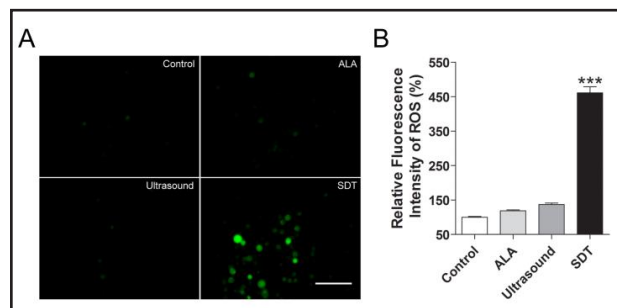 A
Control
ALA
Ultrasound
SDT
B
Relative Fluorescence
Intensity of ROS (%)
550
450
350
250
150
100
50
***
Control
ALA
Ultrasound
SDT